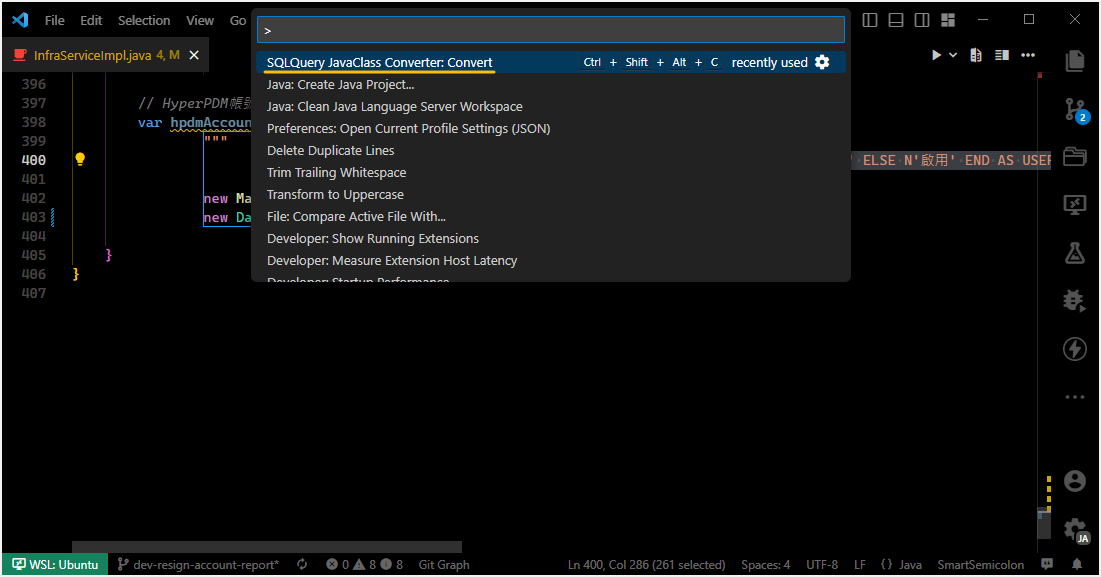 File Edit Selection View Go
>
InfraServiceImpl.java 4, M
SQLQuery JavaClass Converter: Convert Ctrl + Shift + Alt + C recently used
Java: Create Java Project...
Java: Clean Java Language Server Workspace
Preferences: Open Current Profile Settings (JSON)
Delete Duplicate Lines
Trim Trailing Whitespace
Transform to Uppercase
File: Compare Active File With...
Developer: Show Running Extensions
Developer: Measure Extension Host Latency
Developer: Startup Performance
396
397 // HyperPDM帳號
398 var hpdmAccoun
399 """
400 ' ELSE N'啟用' END AS USER
401
402 new Ma
403 new Da
404
405 }
406 }
407
2
JA
WSL: Ubuntu dev-resign-account-report* 0 8 8 Git Graph Ln 400, Col 286 (261 selected) Spaces: 4 UTF-8 LF {} Java SmartSemicolon